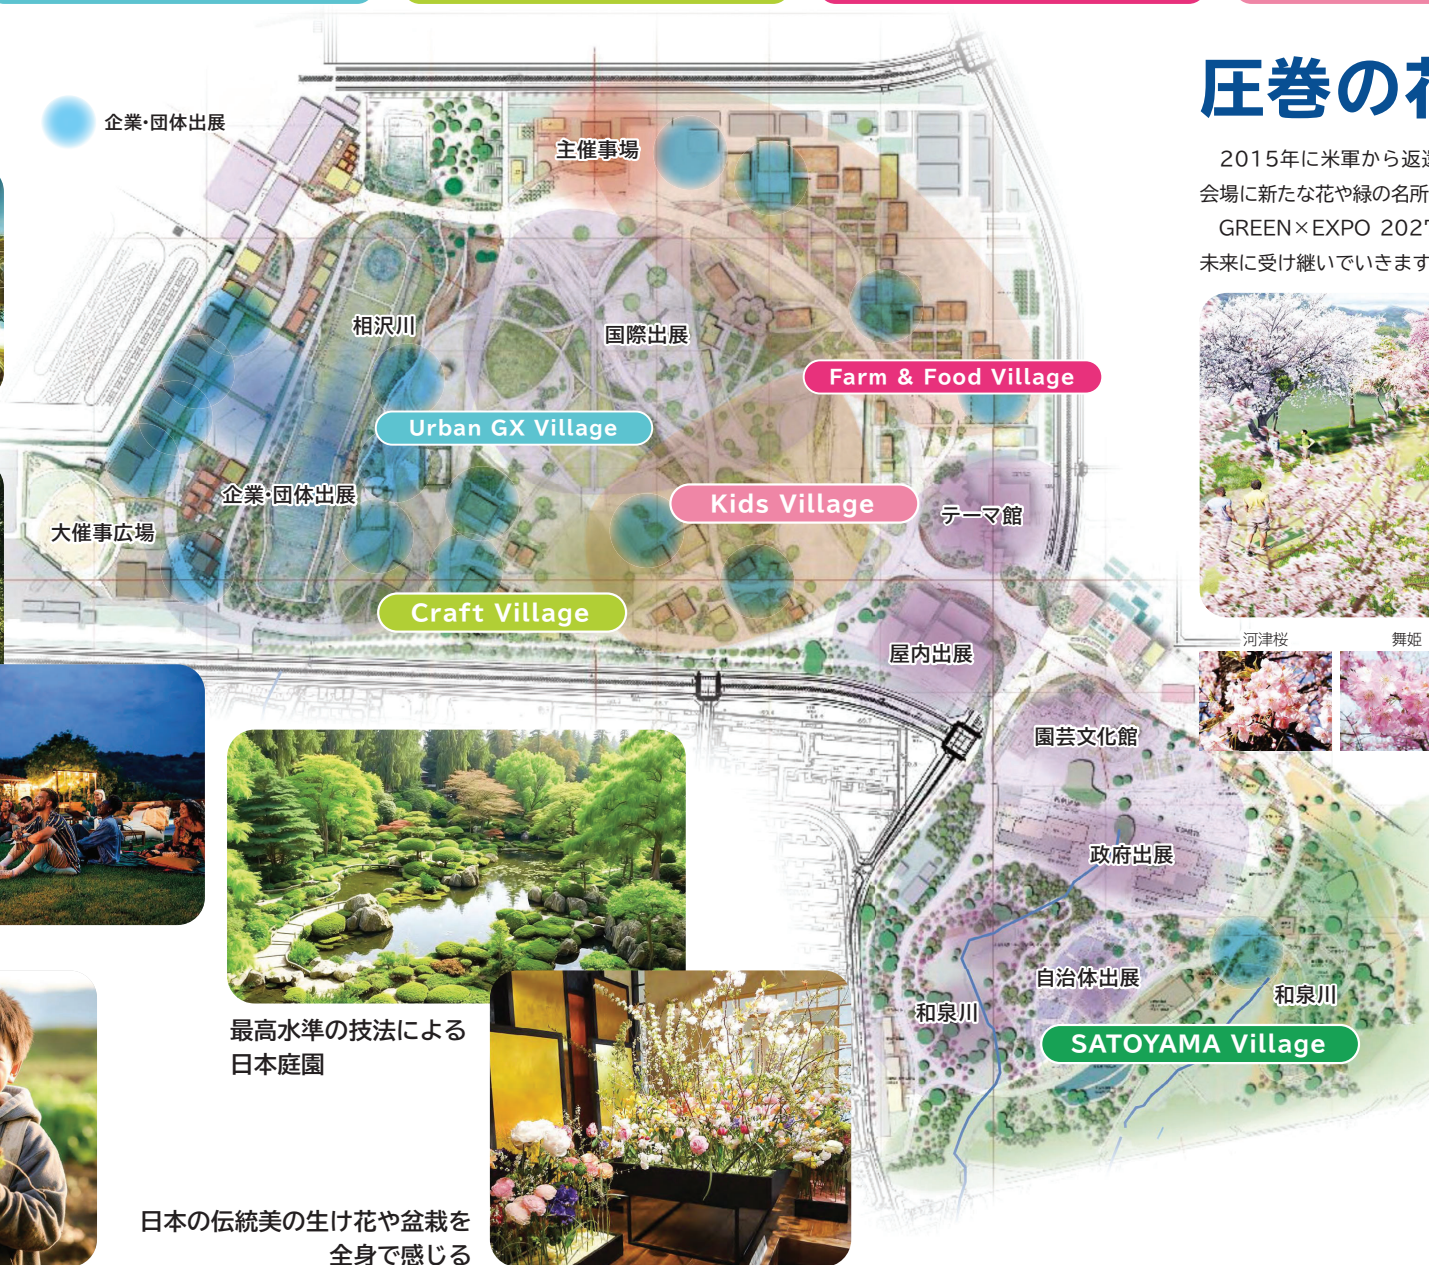 企業・団体出展
主催事場
相沢川
国際出展
Farm & Food Village
Urban GX Village
企業・団体出展
Kids Village
テーマ館
大催事広場
Craft Village
屋内出展
園芸文化館
政府出展
自治体出展
和泉川
和泉川
SATOYAMA Village
圧巻の花
2015年に米軍から返還
会場に新たな花や緑の名所
GREEN×EXPO 2027
未来に受け継いでいきます
河津桜
舞姫
最高水準の技法による
日本庭園
日本の伝統美の生け花や盆栽を
全身で感じる